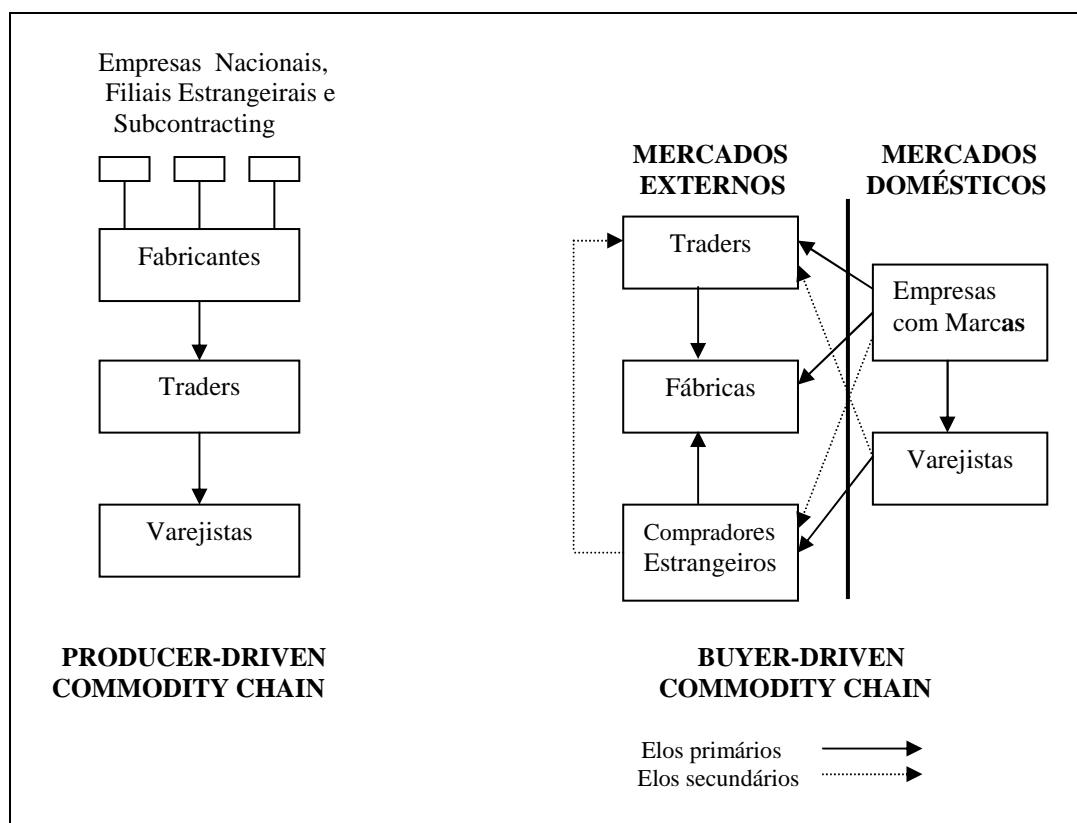 Empresas Nacionais,
Filiais Estrangeirais e
Subcontracting
Fabricantes
Traders
Varejistas
PRODUCER-DRIVEN
COMMODITY CHAIN
MERCADOS
EXTERNOS
MERCADOS
DOMÉSTICOS
Traders
Empresas
com Marcas
Fábricas
Varejistas
Compradores
Estrangeiros
BUYER-DRIVEN
COMMODITY CHAIN
Elos primários
Elos secundários